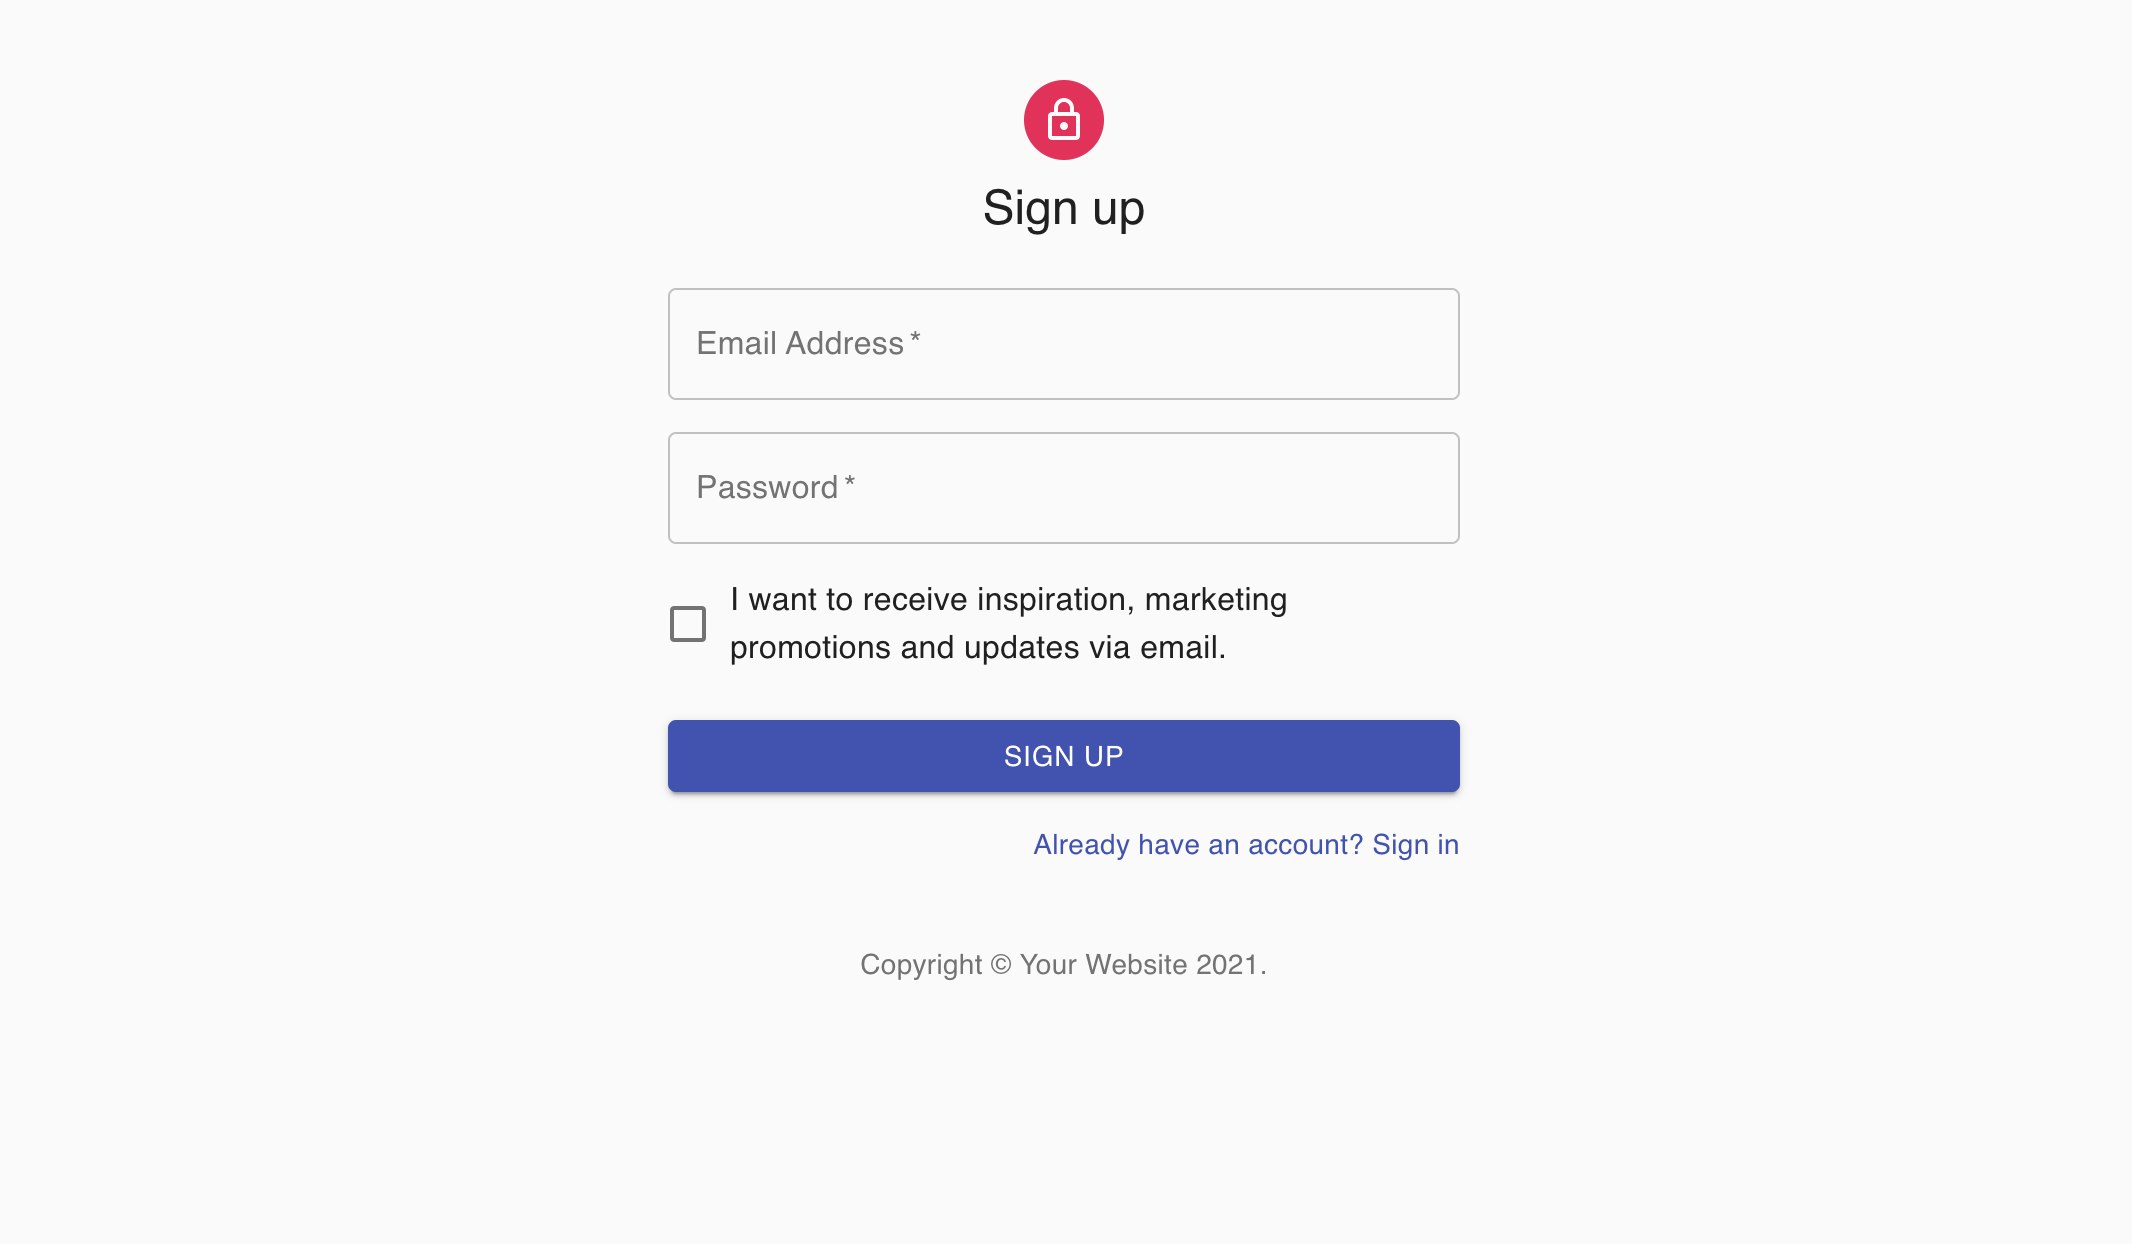 Sign up
Email Address *
Password *
I want to receive inspiration, marketing
promotions and updates via email.
SIGN UP
Already have an account? Sign in
Copyright © Your Website 2021.